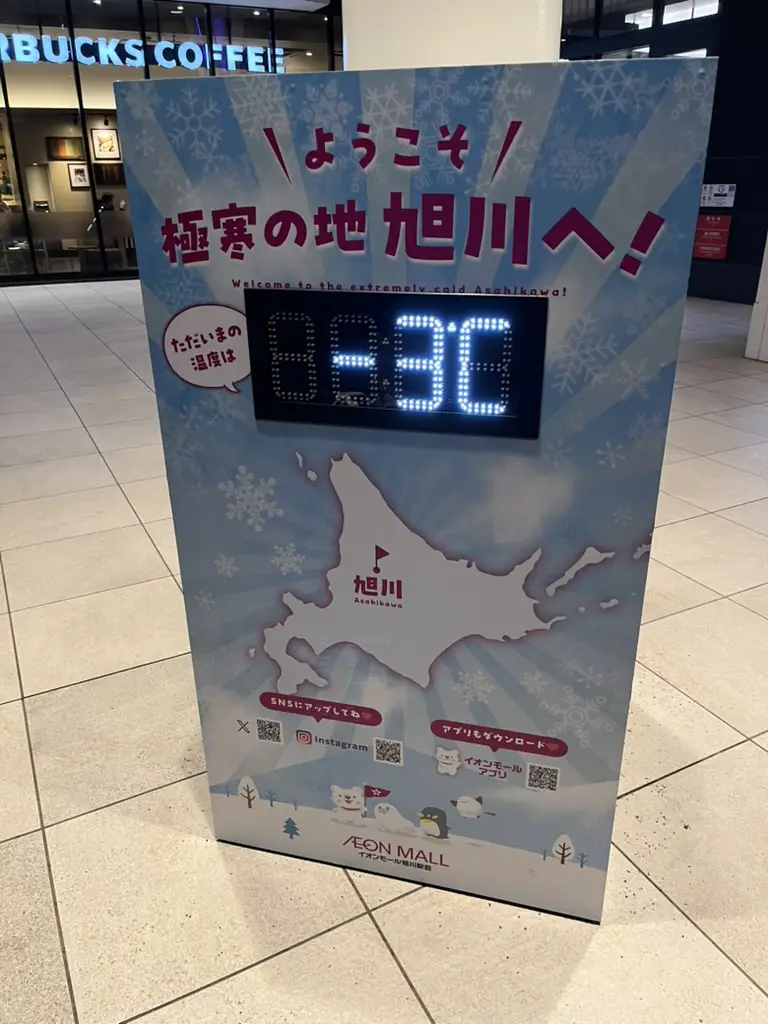 RBUCKS COFFEE
ようこそ
極寒の地 旭川へ!
Welcome to the extremely cold Asahikawa!
ただいまの
温度は
-3℃
旭川
Asahikawa
SNSにアップしてね
Instagram
アプリもダウンロード
イオンモール
アプリ
ÆON MALL
イオンモール旭川駅前